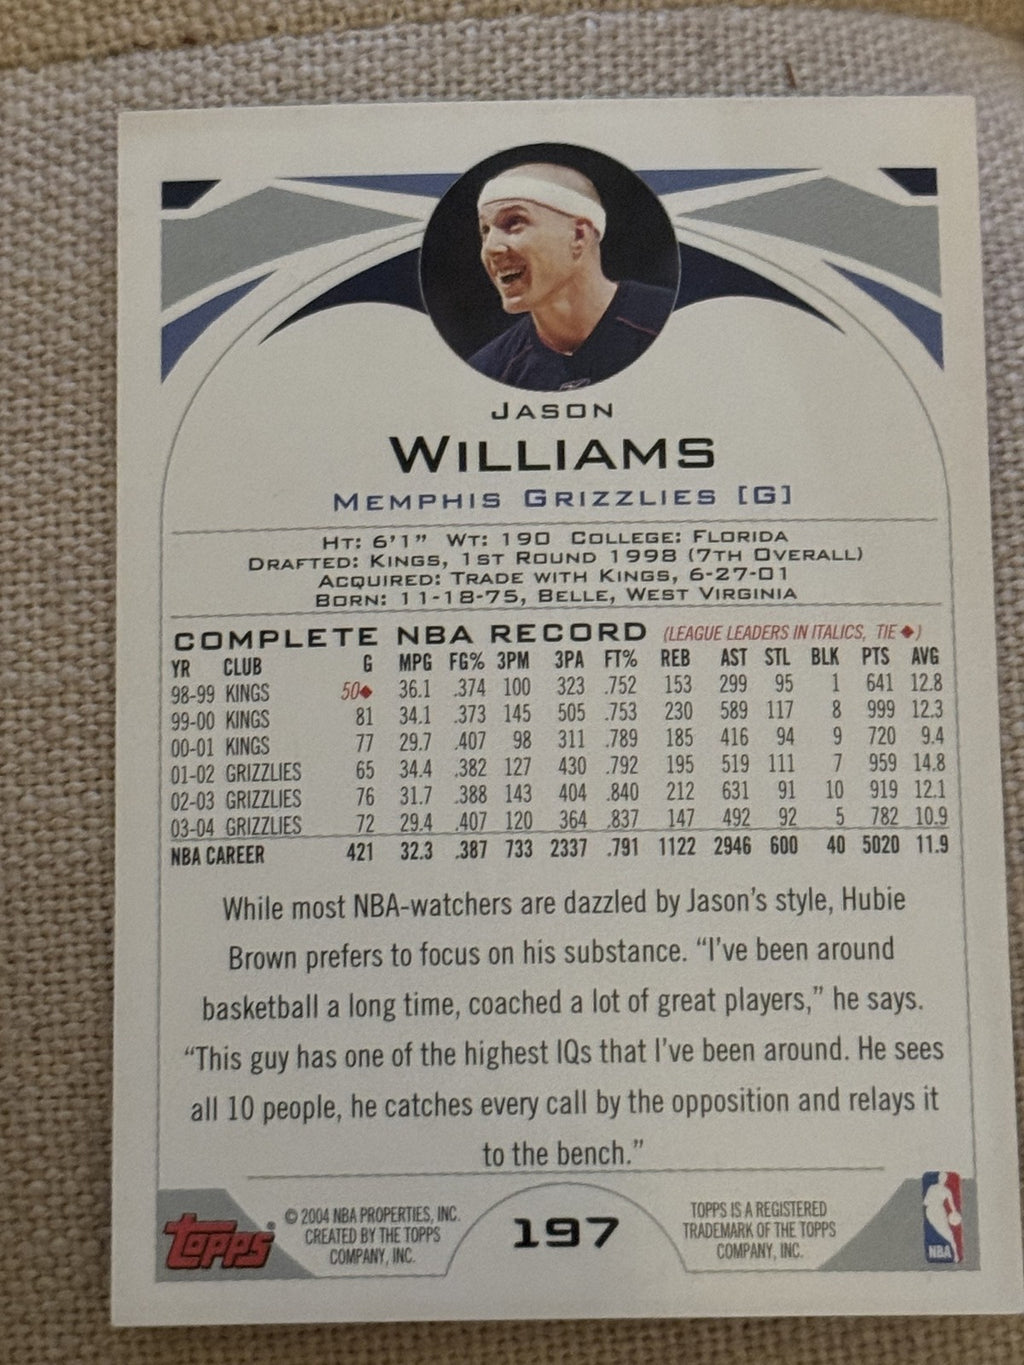 JASON
WILLIAMS
MEMPHIS GRIZZLIES [G]
HT: 6'1" WT: 190 COLLEGE: FLORIDA
DRAFTED: KINGS, 1ST ROUND 1998 (7TH OVERALL)
ACQUIRED: TRADE WITH KINGS, 6-27-01
BORN: 11-18-75, BELLE, WEST VIRGINIA
COMPLETE NBA RECORD (LEAGUE LEADERS IN ITALICS, TIE ◆)
YR CLUB G MPG FG% 3PM 3PA FT% REB AST STL BLK PTS AVG
98-99 KINGS 50◆ 36.1 .374 100 323 .752 153 299 95 1 641 12.8
99-00 KINGS 81 34.1 .373 145 505 .753 230 589 117 8 999 12.3
00-01 KINGS 77 29.7 .407 98 311 .789 185 416 94 9 720 9.4
01-02 GRIZZLIES 65 34.4 .382 127 430 .792 195 519 111 7 959 14.8
02-03 GRIZZLIES 76 31.7 .388 143 404 .840 212 631 91 10 919 12.1
03-04 GRIZZLIES 72 29.4 .407 120 364 .837 147 492 92 5 782 10.9
NBA CAREER 421 32.3 .387 733 2337 .791 1122 2946 600 40 5020 11.9
While most NBA-watchers are dazzled by Jason's style, Hubie
Brown prefers to focus on his substance. "I've been around
basketball a long time, coached a lot of great players," he says.
"This guy has one of the highest IQs that I've been around. He sees
all 10 people, he catches every call by the opposition and relays it
to the bench."
Topps®
© 2004 NBA PROPERTIES, INC.
CREATED BY THE TOPPS
COMPANY, INC.
197
TOPPS IS A REGISTERED
TRADEMARK OF THE TOPPS
COMPANY, INC.
NBA